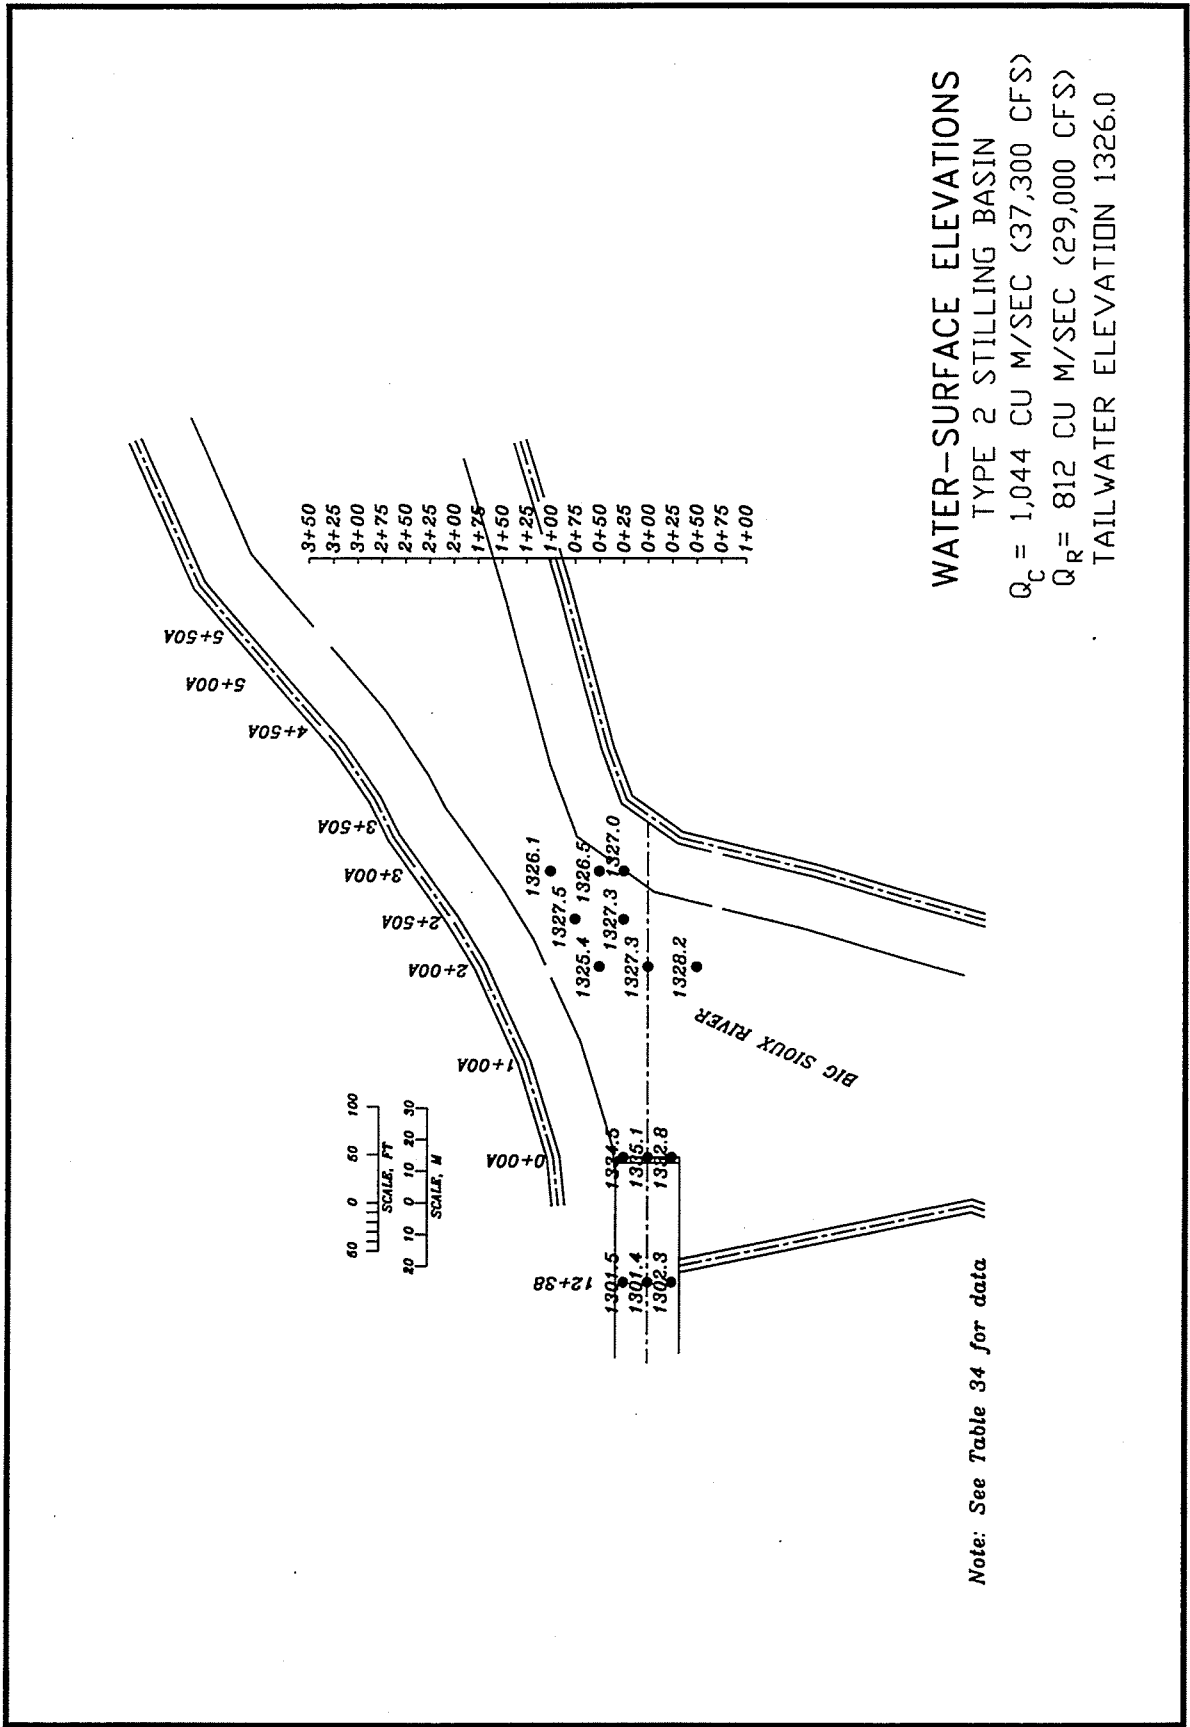 WATER-SURFACE ELEVATIONS
TYPE 2 STILLING BASIN
QC = 1,044 CU M/SEC (37,300 CFS)
QR = 812 CU M/SEC (29,000 CFS)
TAILWATER ELEVATION 1326.0
3+50
3+25
3+00
2+75
2+50
2+25
2+00
1+75
1+50
1+25
1+00
0+75
0+50
0+25
0+00
0+25
0+50
0+75
1+00
5+50A
5+00A
4+50A
3+50A
3+00A
2+50A
2+00A
1+00A
0+00A
12+38
1326.1
1326.5
1327.0
1327.5
1327.3
1325.4
1327.3
1328.2
1334.5
1335.1
1332.8
1301.5
1301.4
1302.3
BIG SIOUX RIVER
50 0 50 100
SCALE, FT
20 10 0 10 20 30
SCALE, M
Note: See Table 34 for data